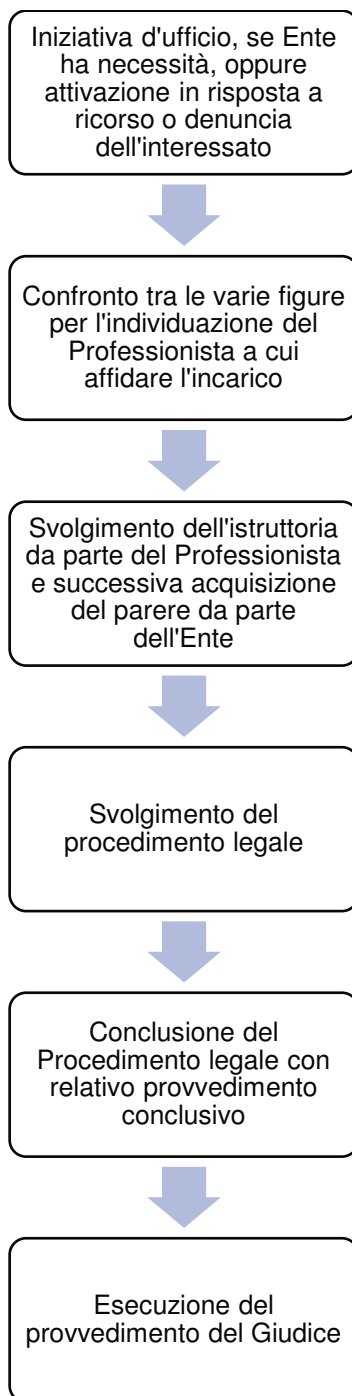 Iniziativa d'ufficio, se Ente
ha necessità, oppure
attivazione in risposta a
ricorso o denuncia
dell'interessato
Confronto tra le varie figure
per l'individuazione del
Professionista a cui
affidare l'incarico
Svolgimento dell'istruttoria
da parte del Professionista
e successiva acquisizione
del parere da parte
dell'Ente
Svolgimento del
procedimento legale
Conclusione del
Procedimento legale con
relativo provvedimento
conclusivo
Esecuzione del
provvedimento del Giudice